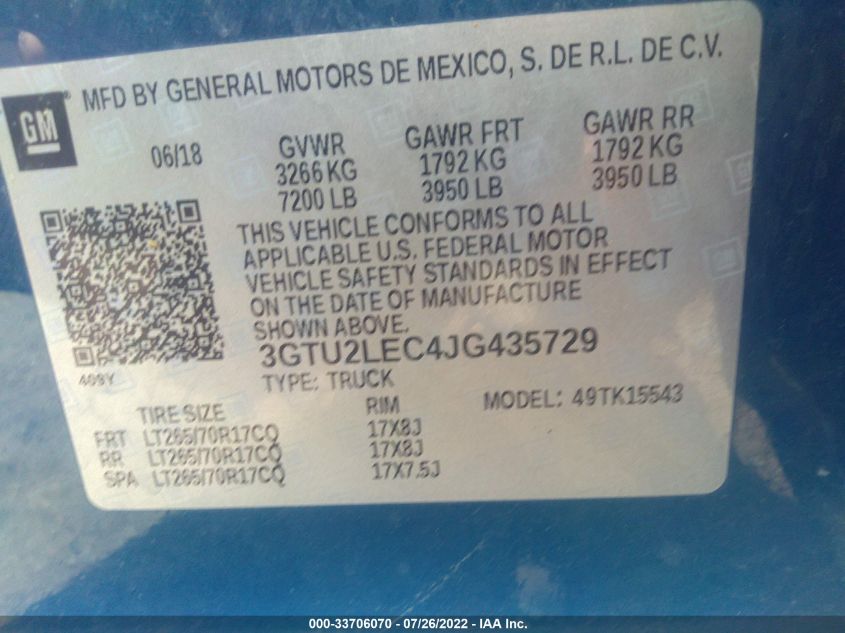 MFD BY GENERAL MOTORS DE MEXICO, S. DE R.L. DE C.V.
GM
06/18
GVWR
3266 KG
7200 LB
GAWR FRT
1792 KG
3950 LB
GAWR RR
1792 KG
3950 LB
THIS VEHICLE CONFORMS TO ALL
APPLICABLE U.S. FEDERAL MOTOR
VEHICLE SAFETY STANDARDS IN EFFECT
ON THE DATE OF MANUFACTURE
SHOWN ABOVE.
3GTU2LEC4JG435729
409Y
TYPE: TRUCK
MODEL: 49TK15543
TIRE SIZE RIM
FRT LT265/70R17CQ 17X8J
RR LT265/70R17CQ 17X8J
SPA LT265/70R17CQ 17X7.5J
000-33706070 - 07/26/2022 - IAA Inc.